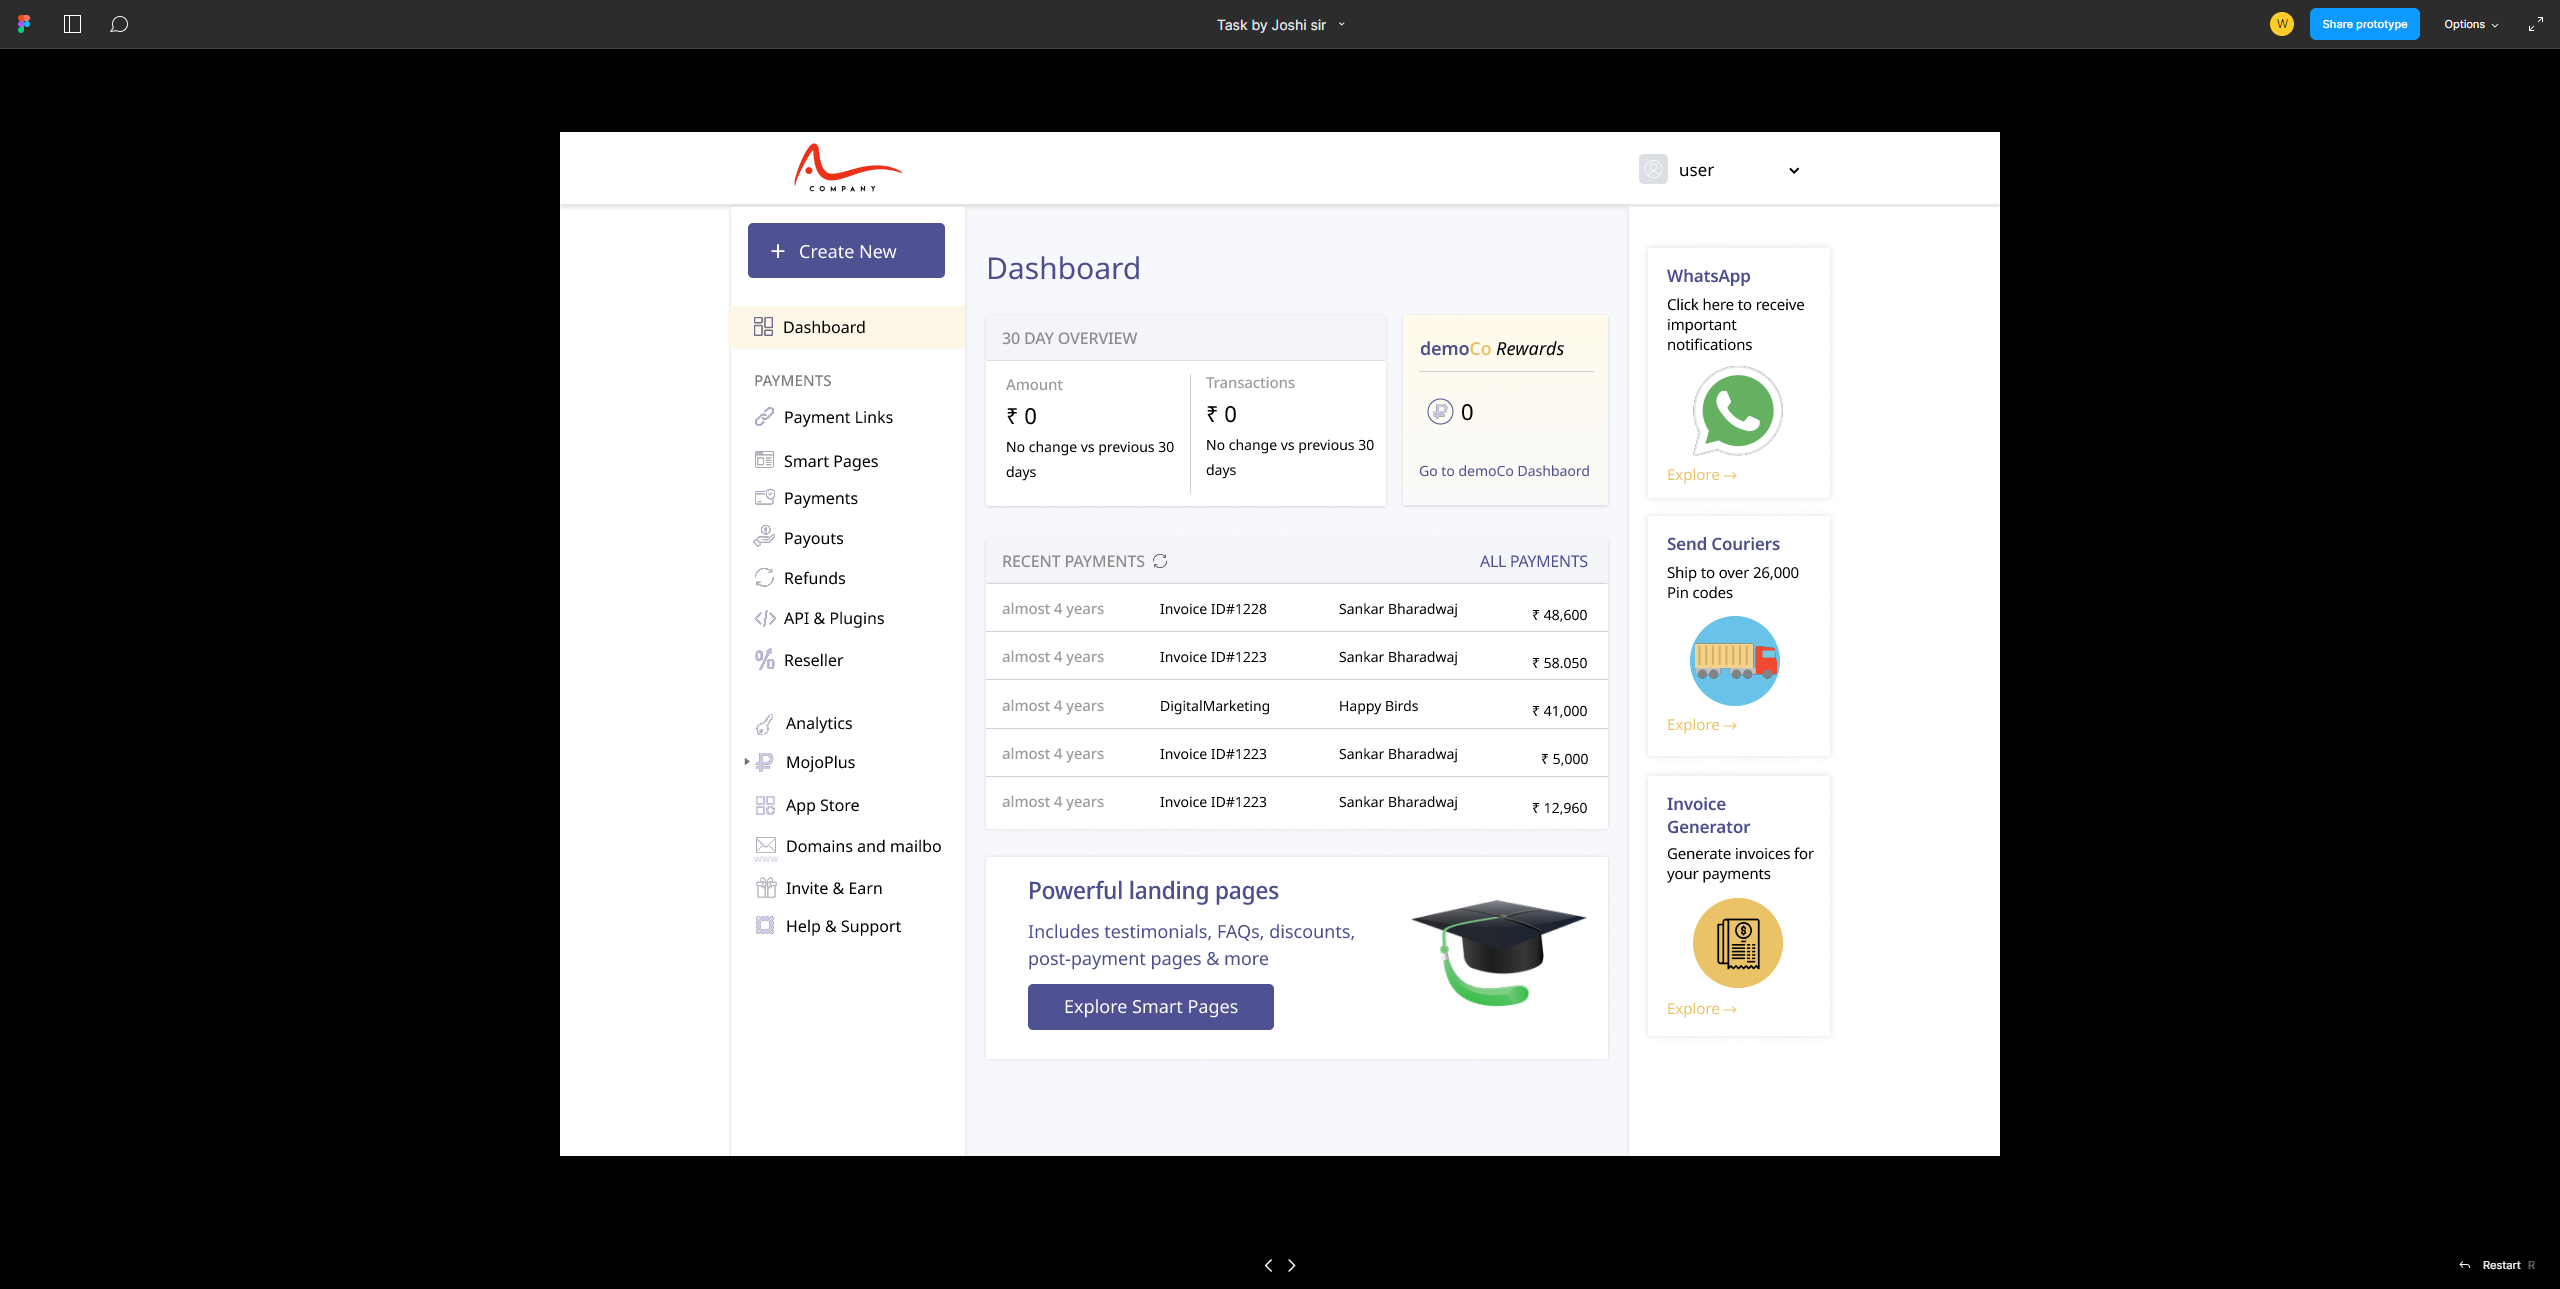 Task by Joshi sir
W
Share prototype
Options
COMPANY
user
Create New
Dashboard
PAYMENTS
Payment Links
Smart Pages
Payments
Payouts
Refunds
API & Plugins
Reseller
Analytics
MojoPlus
App Store
Domains and mailbo
www
Invite & Earn
Help & Support
Dashboard
30 DAY OVERVIEW
Amount
₹ 0
No change vs previous 30
days
Transactions
₹ 0
No change vs previous 30
days
demoCo Rewards
0
Go to demoCo Dashbaord
RECENT PAYMENTS
ALL PAYMENTS
almost 4 years Invoice ID#1228 Sankar Bharadwaj ₹ 48,600
almost 4 years Invoice ID#1223 Sankar Bharadwaj ₹ 58.050
almost 4 years DigitalMarketing Happy Birds ₹ 41,000
almost 4 years Invoice ID#1223 Sankar Bharadwaj ₹ 5,000
almost 4 years Invoice ID#1223 Sankar Bharadwaj ₹ 12,960
Powerful landing pages
Includes testimonials, FAQs, discounts,
post-payment pages & more
Explore Smart Pages
WhatsApp
Click here to receive
important
notifications
Explore →
Send Couriers
Ship to over 26,000
Pin codes
Explore →
Invoice
Generator
Generate invoices for
your payments
Explore →
Restart R